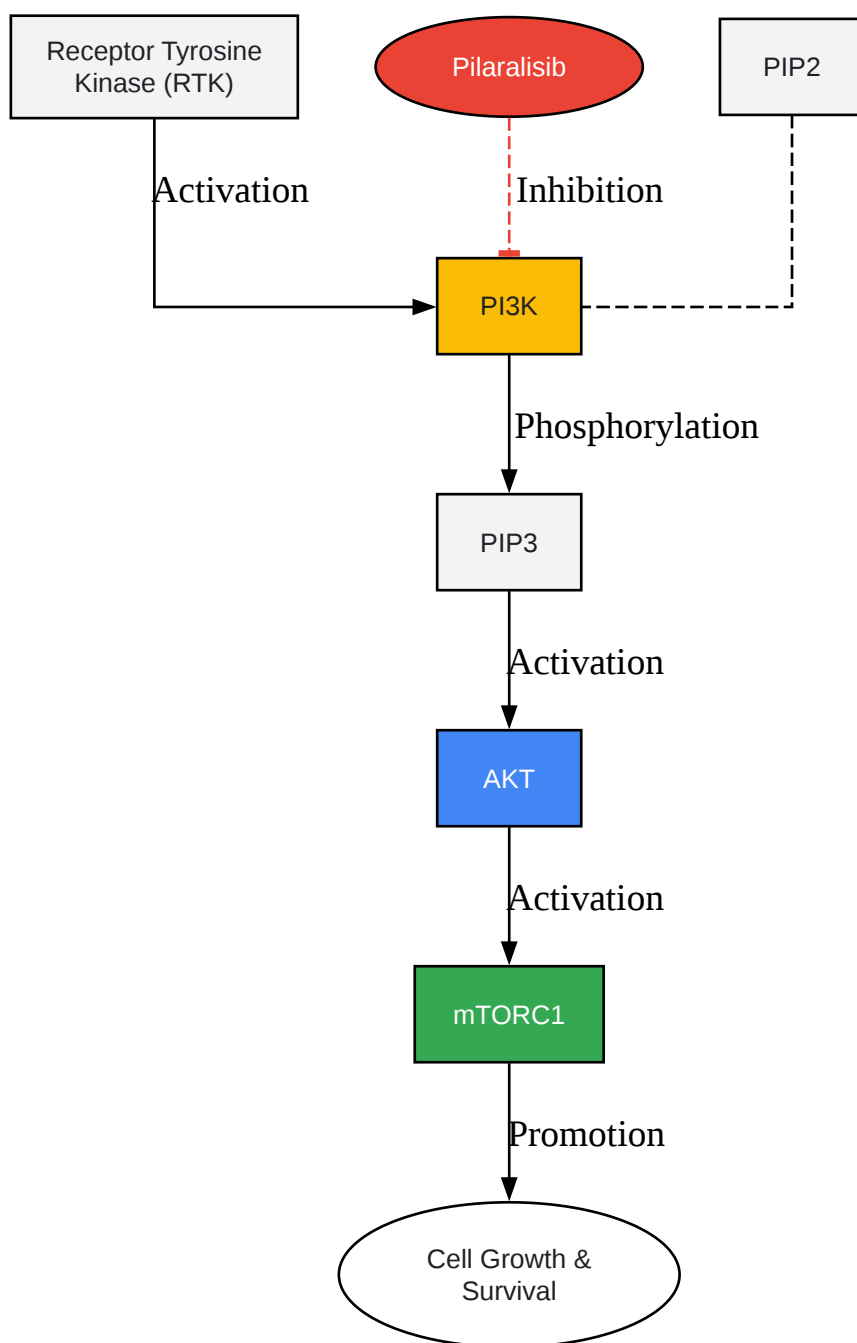 Receptor Tyrosine
Kinase (RTK)
Pilaralisib
PIP2
Activation
Inhibition
PI3K
Phosphorylation
PIP3
Activation
AKT
Activation
mTORC1
Promotion
Cell Growth &
Survival